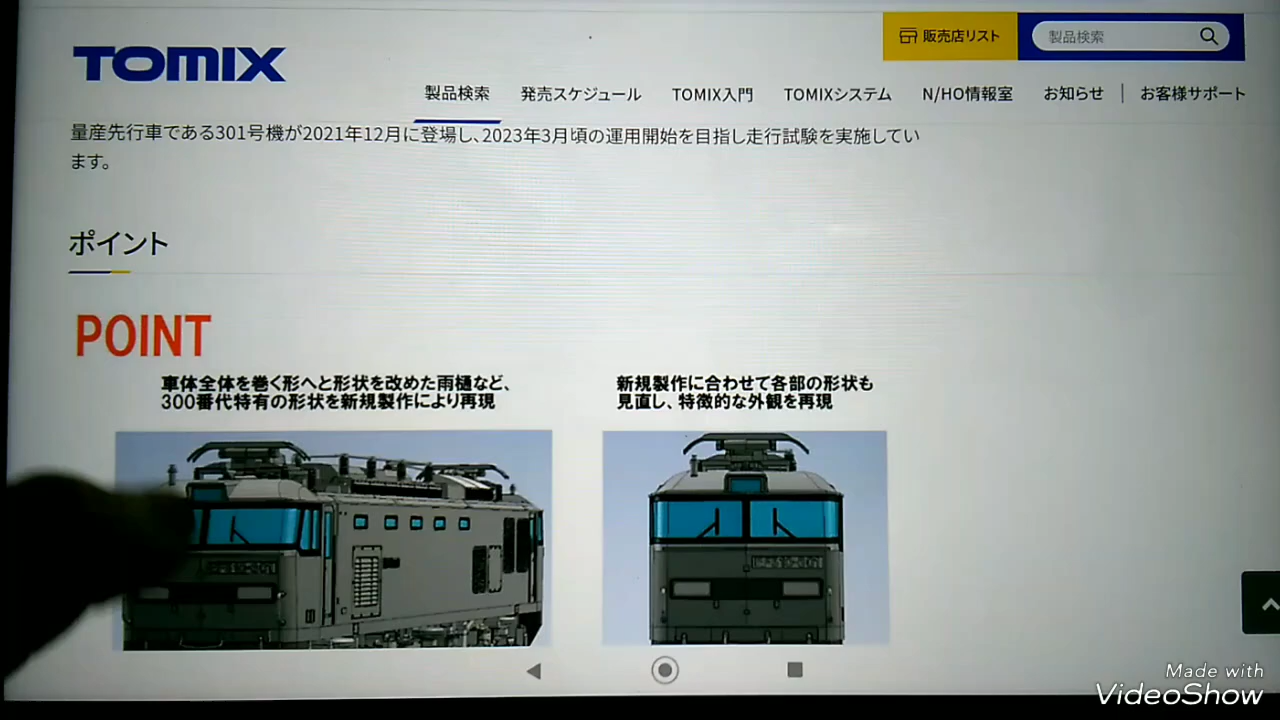 TOMIX
販売店リスト
製品検索
製品検索 発売スケジュール TOMIX入門 TOMIXシステム N/HO情報室 お知らせ お客様サポート
量産先行車である301号機が2021年12月に登場し、2023年3月頃の運用開始を目指し走行試験を実施してい
ます。
ポイント
POINT
車体全体を巻く形へと形状を改めた雨樋など、
300番代特有の形状を新規製作により再現
新規製作に合わせて各部の形状も
見直し、特徴的な外観を再現
Made with
VideoShow